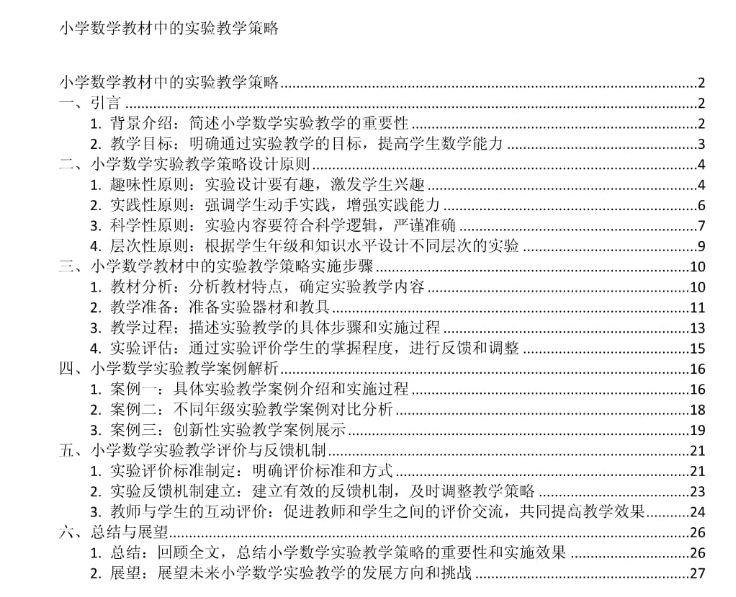 小学数学教材中的实验教学策略
小学数学教材中的实验教学策略........................2
一、引言........................2
1. 背景介绍：简述小学数学实验教学的重要性........................2
2. 教学目标：明确通过实验教学的目标，提高学生数学能力........................3
二、小学数学实验教学策略设计原则........................4
1. 趣味性原则：实验设计要有趣，激发学生兴趣........................4
2. 实践性原则：强调学生动手实践，增强实践能力........................6
3. 科学性原则：实验内容要符合科学逻辑，严谨准确........................7
4. 层次性原则：根据学生年级和知识水平设计不同层次的实验........................9
三、小学数学教材中的实验教学策略实施步骤........................10
1. 教材分析：分析教材特点，确定实验教学内容........................10
2. 教学准备：准备实验器材和教具........................11
3. 教学过程：描述实验教学的具体步骤和实施过程........................13
4. 实验评估：通过实验评价学生的掌握程度，进行反馈和调整........................15
四、小学数学实验教学案例解析........................16
1. 案例一：具体实验教学案例介绍和实施过程........................16
2. 案例二：不同年级实验教学案例对比分析........................18
3. 案例三：创新性实验教学案例展示........................19
五、小学数学实验教学评价与反馈机制........................21
1. 实验评价标准制定：明确评价标准和方式........................21
2. 实验反馈机制建立：建立有效的反馈机制，及时调整教学策略........................23
3. 教师与学生的互动评价：促进教师和学生之间的评价交流，共同提高教学效果..........24
六、总结与展望........................26
1. 总结：回顾全文，总结小学数学实验教学策略的重要性和实施效果........................26
2. 展望：展望未来小学数学实验教学的发展方向和挑战........................27